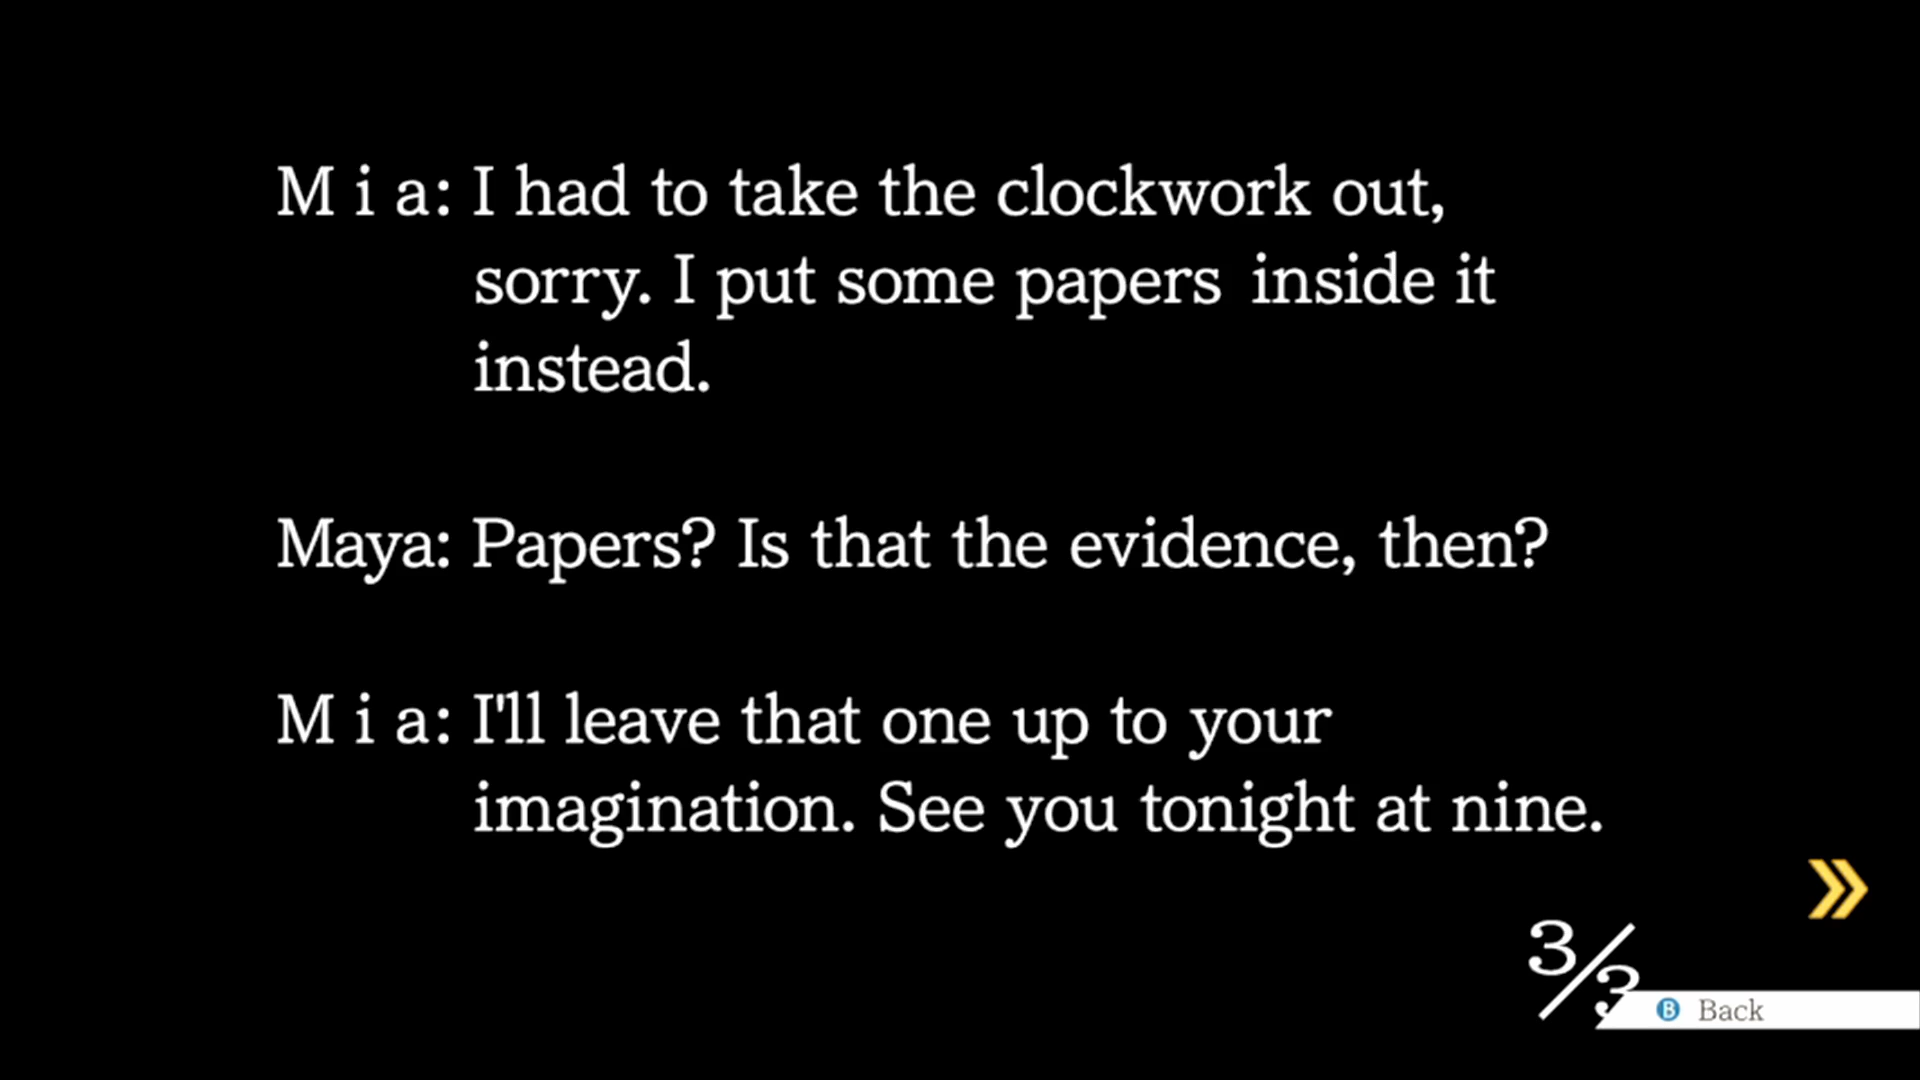 M i a: I had to take the clockwork out,
sorry. I put some papers inside it
instead.
Maya: Papers? Is that the evidence, then?
M i a: I'll leave that one up to your
imagination. See you tonight at nine.
3/3
B Back